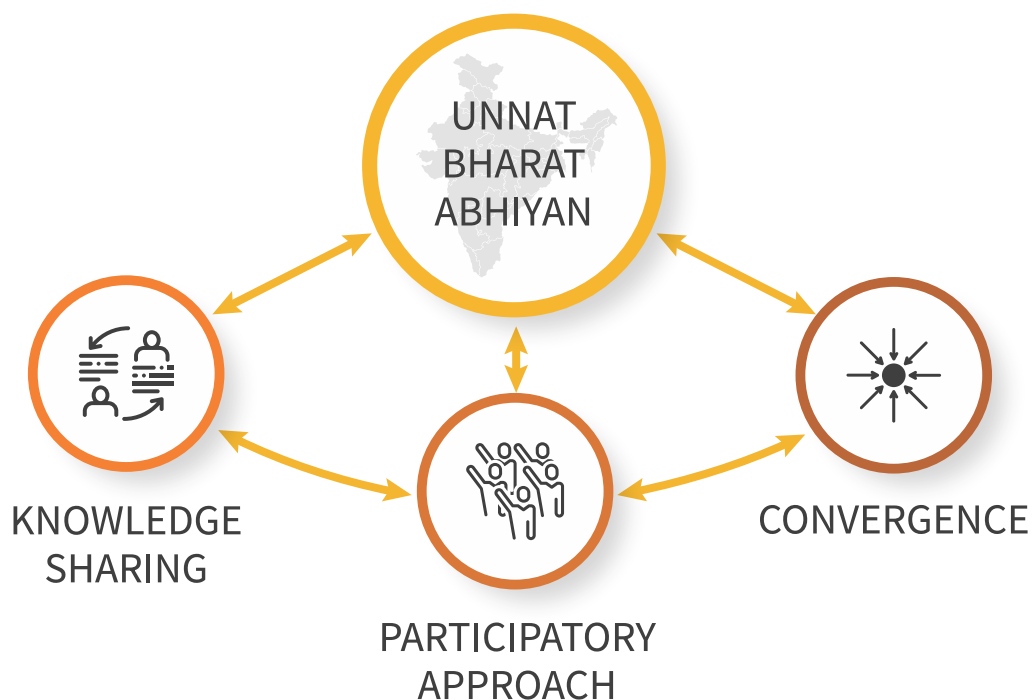 UNNAT
BHARAT
ABHIYAN
KNOWLEDGE
SHARING
PARTICIPATORY
APPROACH
CONVERGENCE